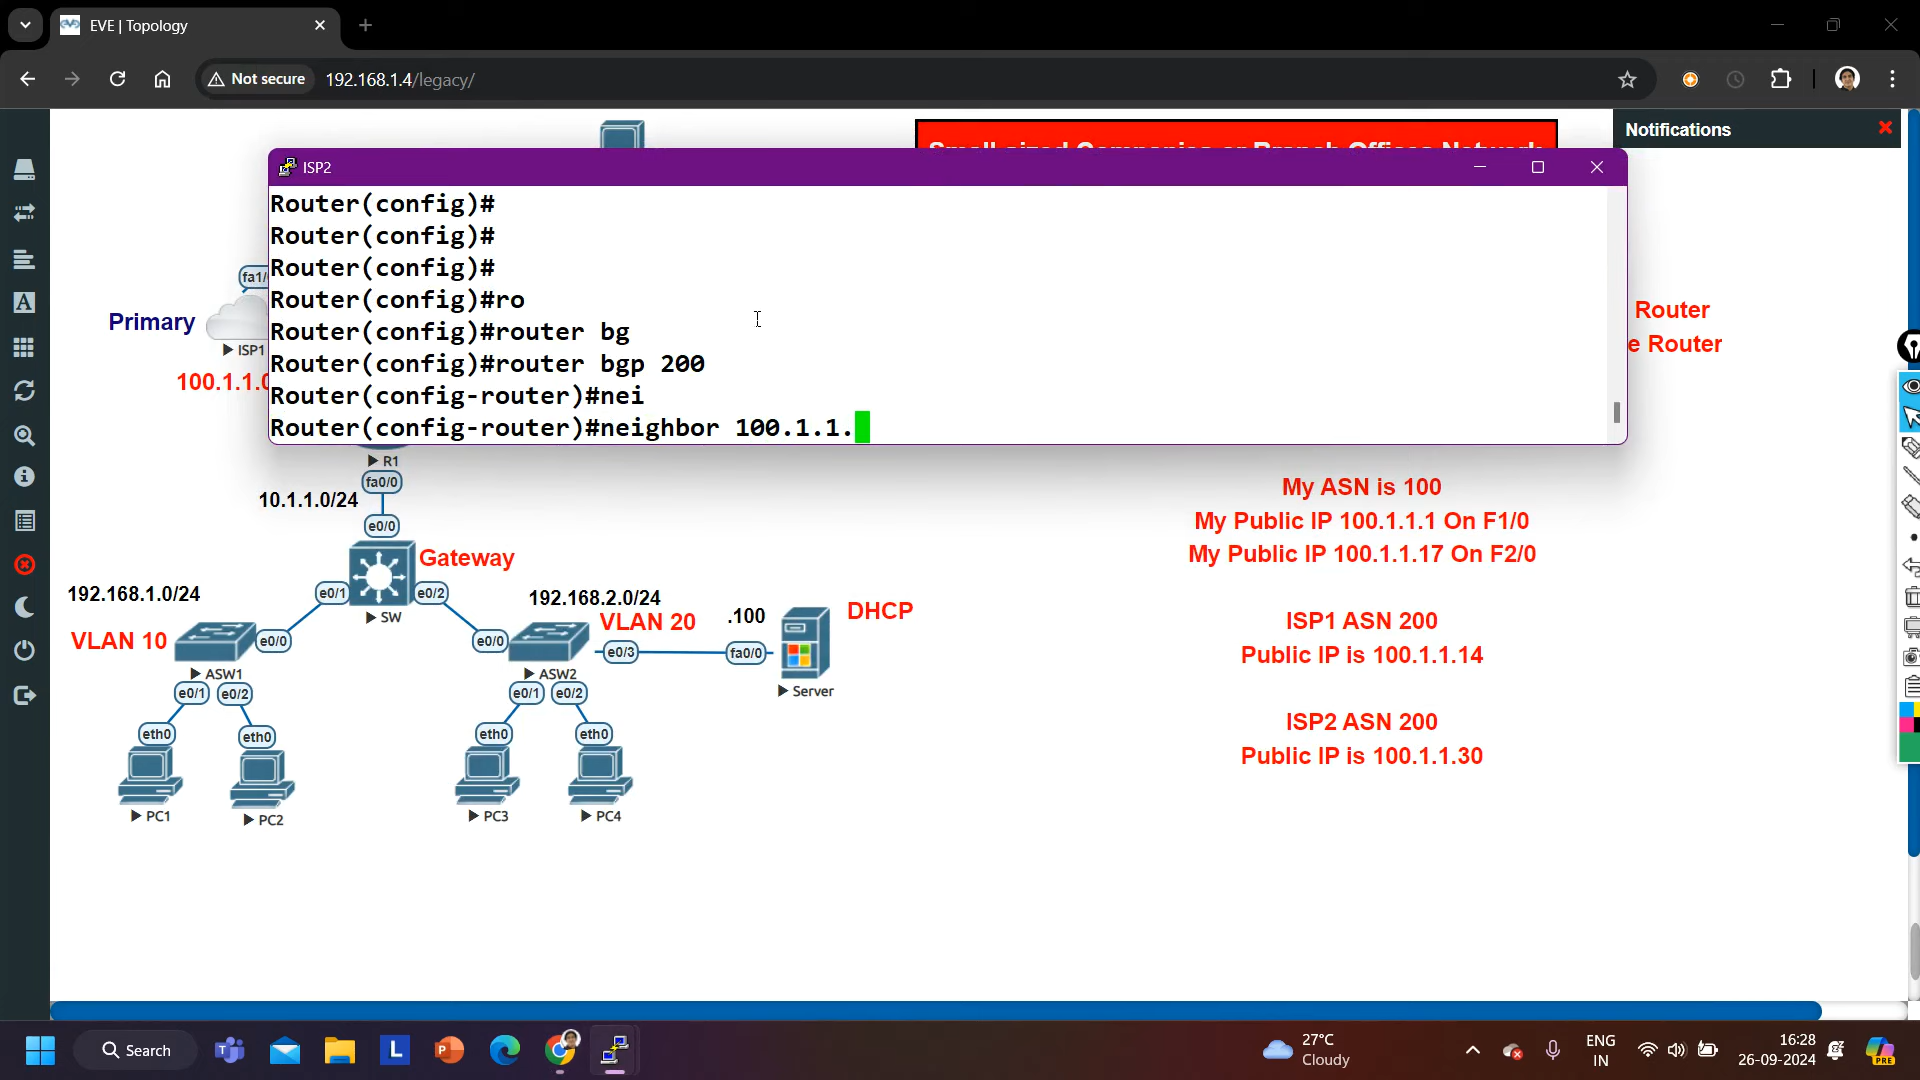 EVE | Topology
Not secure
192.168.1.4/legacy/
Notifications
ISP2
Router(config)#
Router(config)#
Router(config)#
Router(config)#ro
Router(config)#router bg
Router(config)#router bgp 200
Router(config-router)#nei
Router(config-router)#neighbor 100.1.1.
fa1/
Primary
ISP1
100.1.1.0
Router
e Router
R1
fa0/0
10.1.1.0/24
e0/0
Gateway
My ASN is 100
My Public IP 100.1.1.1 On F1/0
My Public IP 100.1.1.17 On F2/0
192.168.1.0/24
e0/1
e0/2
SW
192.168.2.0/24
VLAN 20
.100
DHCP
VLAN 10
e0/0
e0/0
e0/3
fa0/0
ISP1 ASN 200
Public IP is 100.1.1.14
ASW1
ASW2
Server
e0/1
e0/2
e0/1
e0/2
ISP2 ASN 200
Public IP is 100.1.1.30
eth0
eth0
eth0
eth0
PC1
PC2
PC3
PC4
Search
27°C
Cloudy
ENG
IN
16:28
26-09-2024
PRE